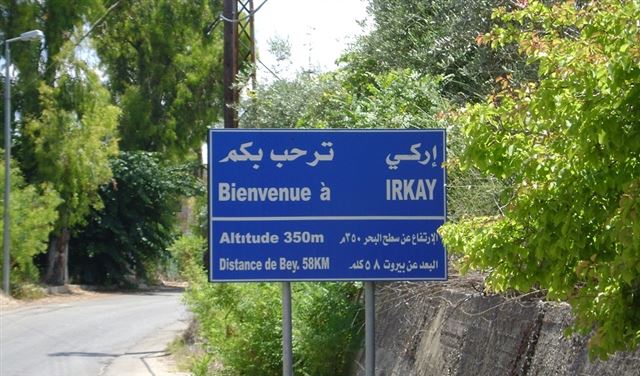 إركي ترحب بكم
Bienvenue à IRKAY
Altitude 350m
الإرتفاع عن سطح البحر ٣٥٠م
Distance de Bey. 58KM
البعد عن بيروت ٥٨ كلم